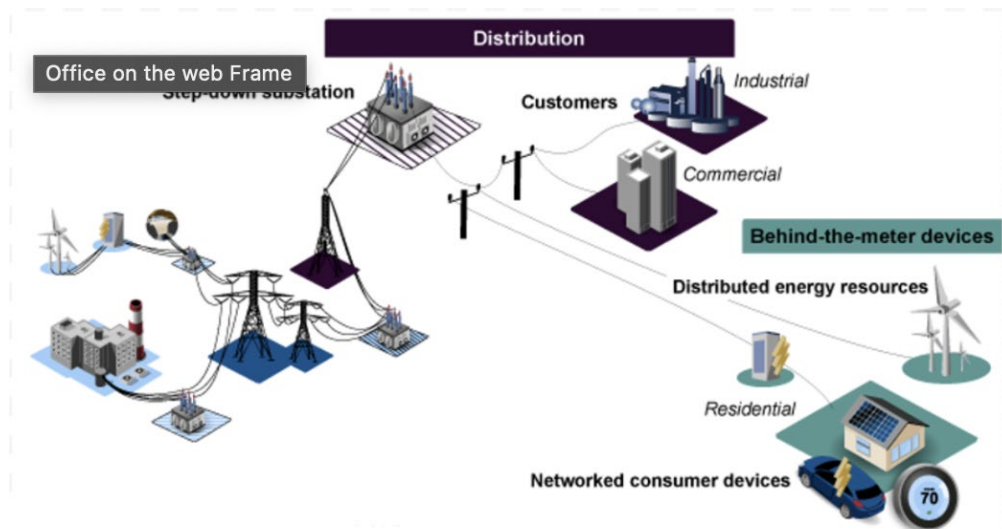 Distribution
Office on the web Frame
Step-down substation
Customers
Industrial
Commercial
Behind-the-meter devices
Distributed energy resources
Residential
Networked consumer devices
70